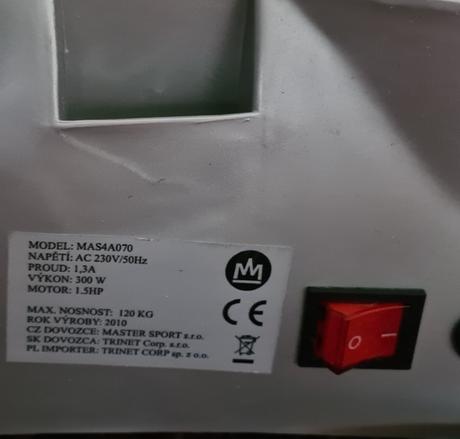 MODEL: MAS4A070
NAPĚTÍ: AC 230V/50Hz
PROUD: 1,3A
VÝKON: 300 W
MOTOR: 1.5HP
MAX. NOSNOST: 120 KG
ROK VÝROBY: 2010
CZ DOVOZCE: MASTER SPORT s.r.o.
SK DOVOZCA: TRINET Corp. s.r.o.
PL IMPORTER: TRINET CORP sp. z o.o.
CE
O I